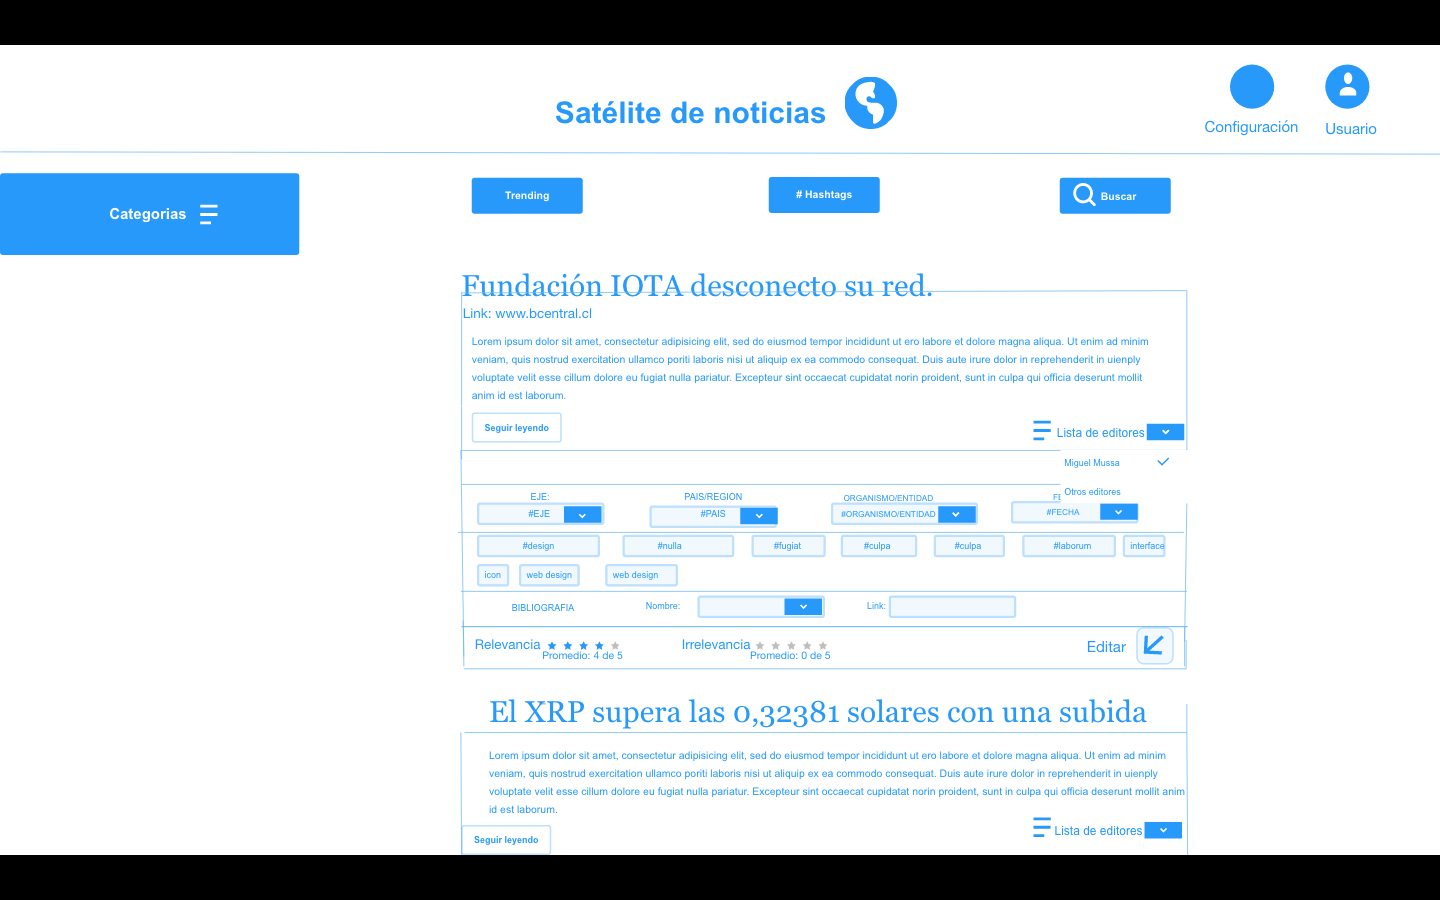 Satélite de noticias
Configuración
Usuario
Categorias
Trending
# Hashtags
Buscar
Fundación IOTA desconecto su red.
Link: www.bcentral.cl
Lorem ipsum dolor sit amet, consectetur adipisicing elit, sed do eiusmod tempor incididunt ut ero labore et dolore magna aliqua. Ut enim ad minim
veniam, quis nostrud exercitation ullamco poriti laboris nisi ut aliquip ex ea commodo consequat. Duis aute irure dolor in reprehenderit in uienply
voluptate velit esse cillum dolore eu fugiat nulla pariatur. Excepteur sint occaecat cupidatat norin proident, sunt in culpa qui officia deserunt mollit
anim id est laborum.
Seguir leyendo
Lista de editores
Miguel Mussa
Otros editores
EJE:
PAIS/REGION
ORGANISMO/ENTIDAD
FE
#EJE
#PAIS
#ORGANISMO/ENTIDAD
#FECHA
#design
#nulla
#fugiat
#culpa
#culpa
#laborum
interface
icon
web design
web design
BIBLIOGRAFIA
Nombre:
Link:
Relevancia
Promedio: 4 de 5
Irrelevancia
Promedio: 0 de 5
Editar
El XRP supera las 0,32381 solares con una subida
Lorem ipsum dolor sit amet, consectetur adipisicing elit, sed do eiusmod tempor incididunt ut ero labore et dolore magna aliqua. Ut enim ad minim
veniam, quis nostrud exercitation ullamco poriti laboris nisi ut aliquip ex ea commodo consequat. Duis aute irure dolor in reprehenderit in uienply
voluptate velit esse cillum dolore eu fugiat nulla pariatur. Excepteur sint occaecat cupidatat norin proident, sunt in culpa qui officia deserunt mollit anim
id est laborum.
Seguir leyendo
Lista de editores